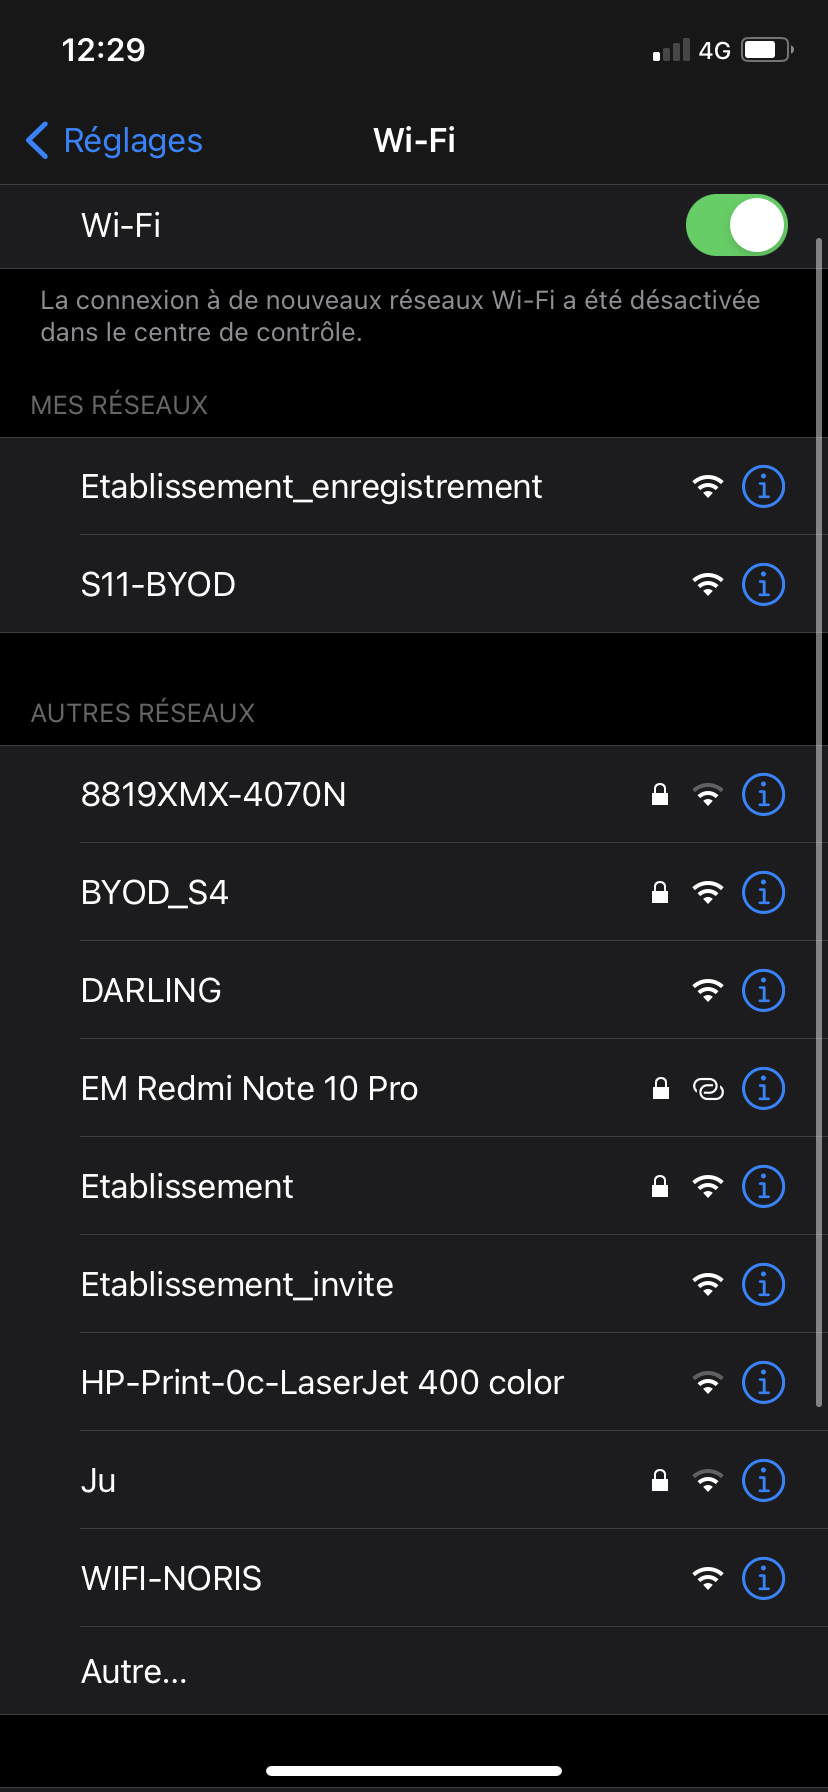 12:29
4G
Réglages
Wi-Fi
Wi-Fi
La connexion à de nouveaux réseaux Wi-Fi a été désactivée
dans le centre de contrôle.
MES RÉSEAUX
Etablissement_enregistrement
S11-BYOD
AUTRES RÉSEAUX
8819XMX-4070N
BYOD_S4
DARLING
EM Redmi Note 10 Pro
Etablissement
Etablissement_invite
HP-Print-0c-LaserJet 400 color
Ju
WIFI-NORIS
Autre...